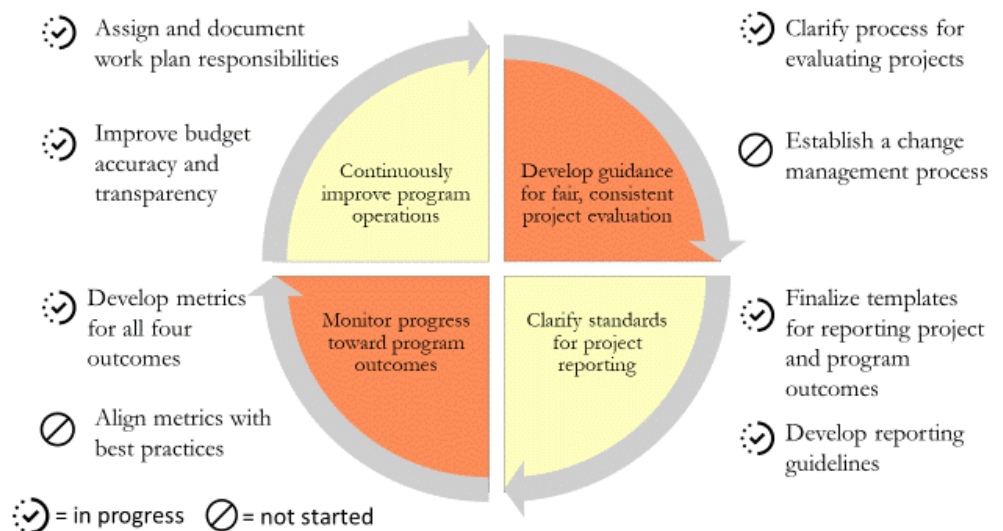 Assign and document
work plan responsibilities
Improve budget
accuracy and
transparency
Continuously
improve program
operations
Develop guidance
for fair, consistent
project evaluation
Clarify process for
evaluating projects
Establish a change
management process
Develop metrics
for all four
outcomes
Align metrics with
best practices
Monitor progress
toward program
outcomes
Clarify standards
for project
reporting
Finalize templates
for reporting project
and program
outcomes
Develop reporting
guidelines
= in progress
= not started